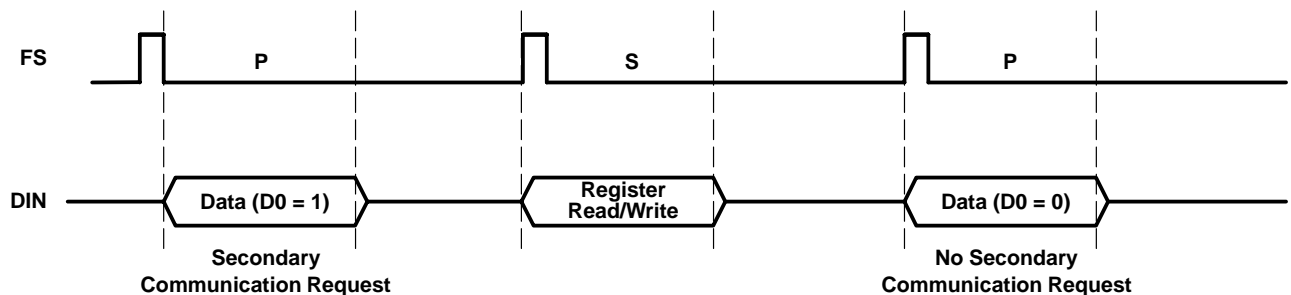 FS
P
S
P
DIN
Data (D0 = 1)
Register
Read/Write
Data (D0 = 0)
Secondary
Communication Request
No Secondary
Communication Request